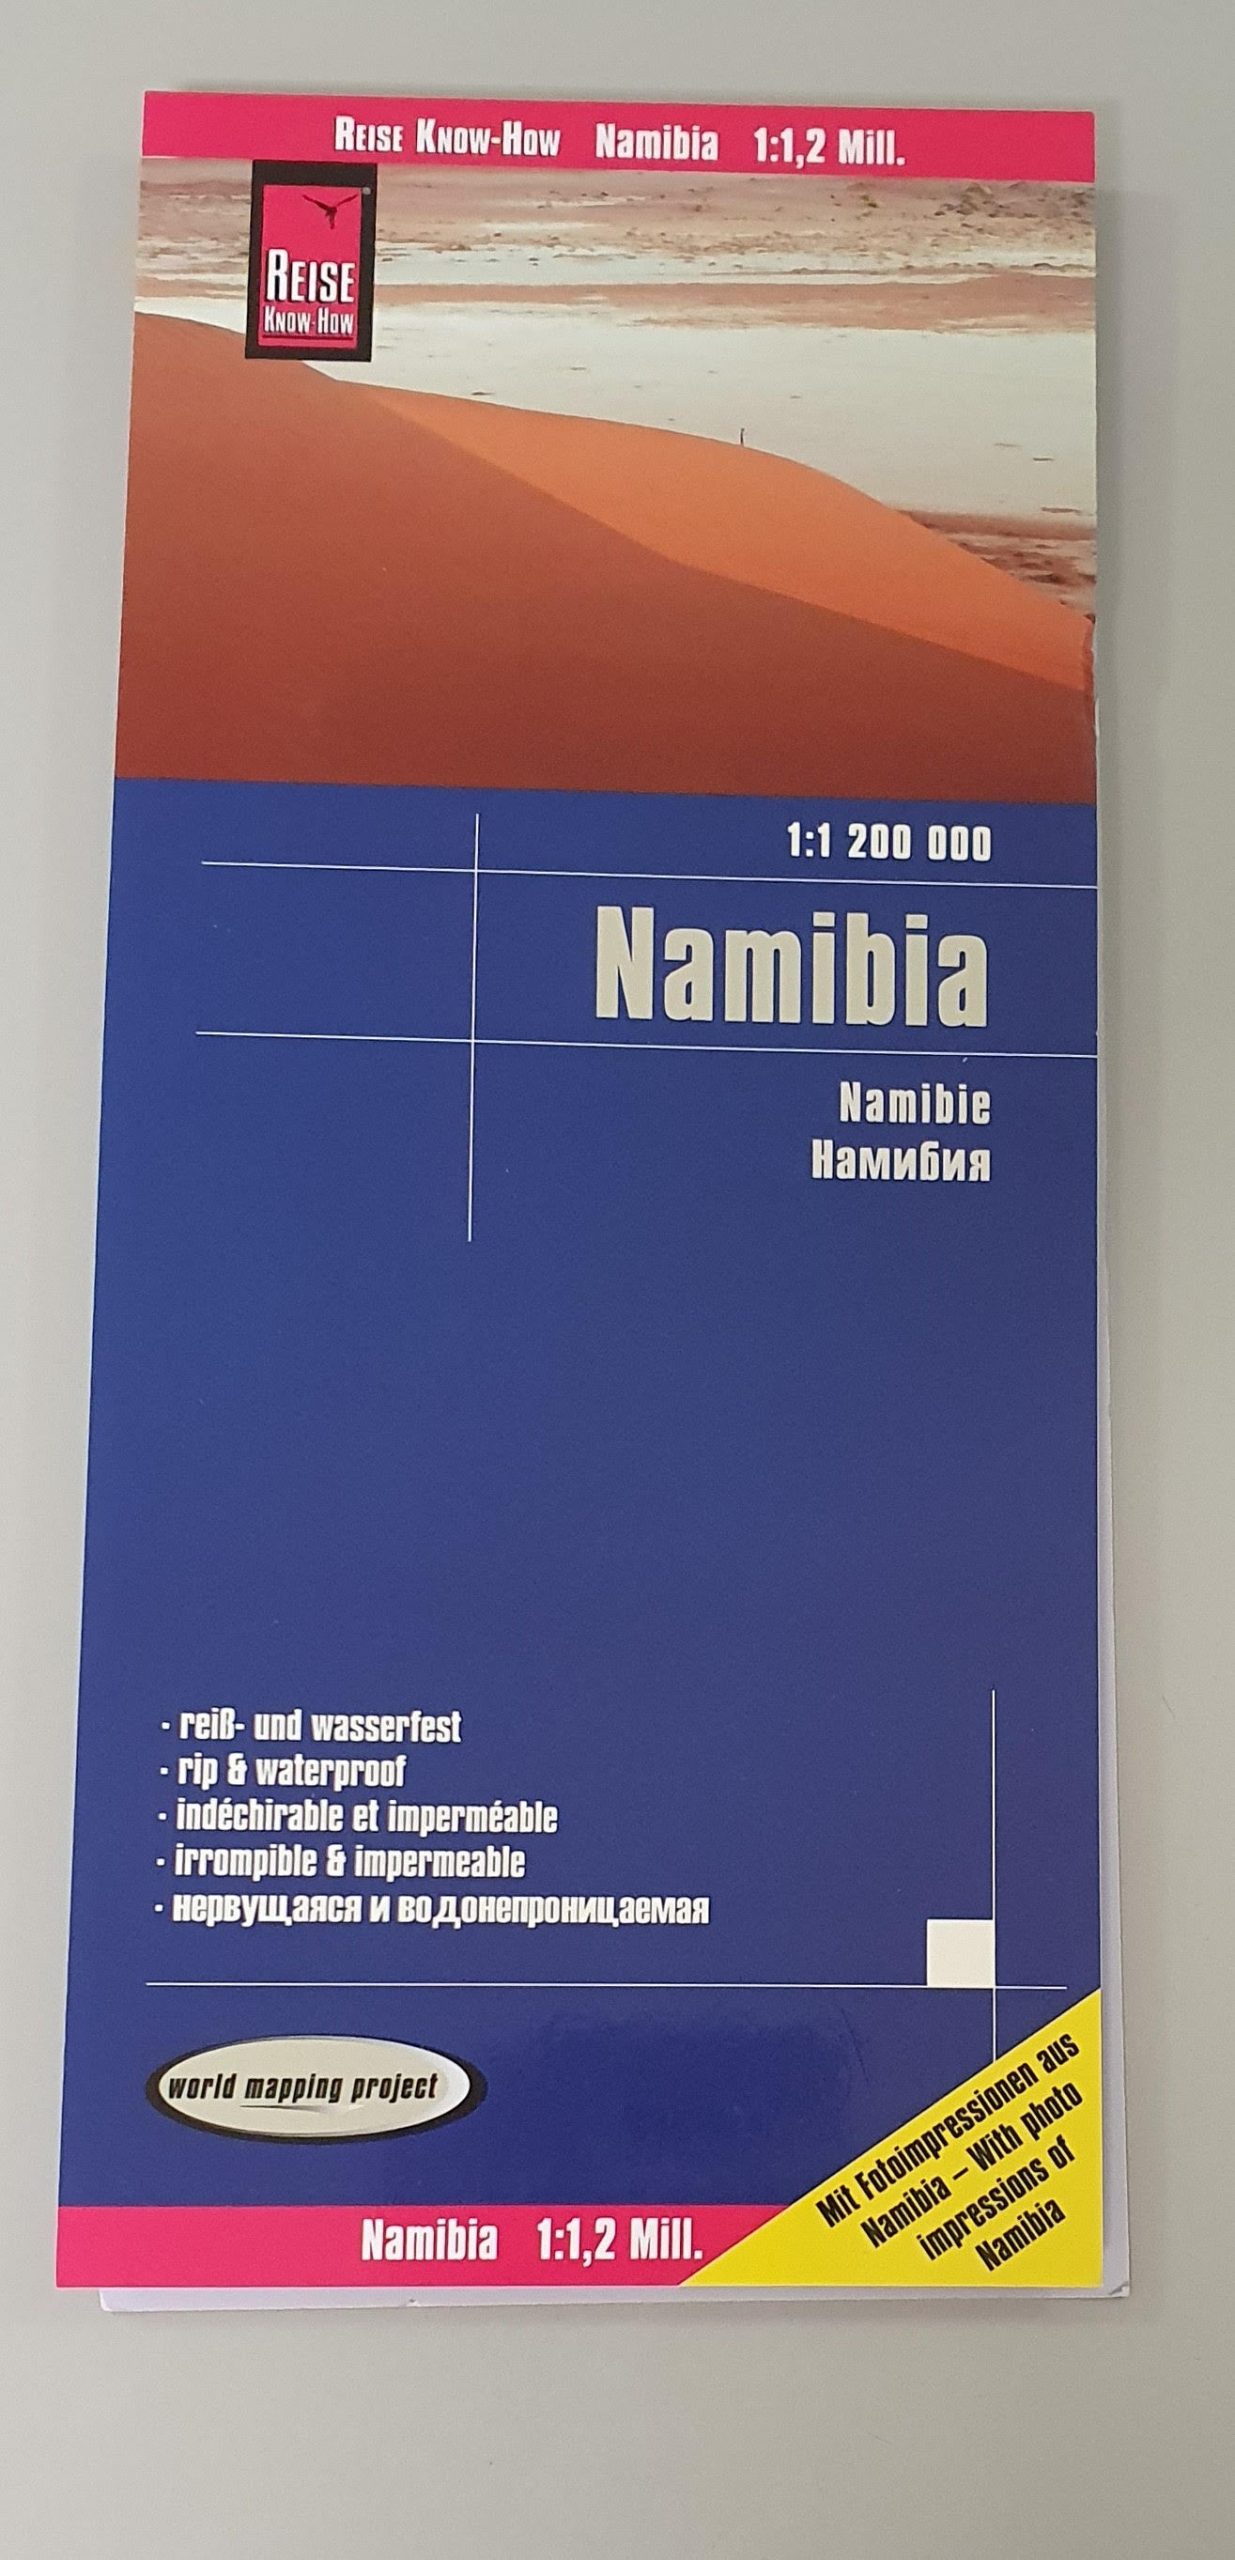 REISE KNOW-HOW Namibia 1:1,2 Mill.
REISE
KNOW-HOW
1:1 200 000
Namibia
Namibie
Намибия
· reiß- und wasserfest
· rip & waterproof
· indéchirable et imperméable
· irrompible & impermeable
· нервущаяся и водонепроницаемая
world mapping project
Mit Fotoimpressionen aus
Namibia – With photo
impressions of
Namibia
Namibia 1:1,2 Mill.